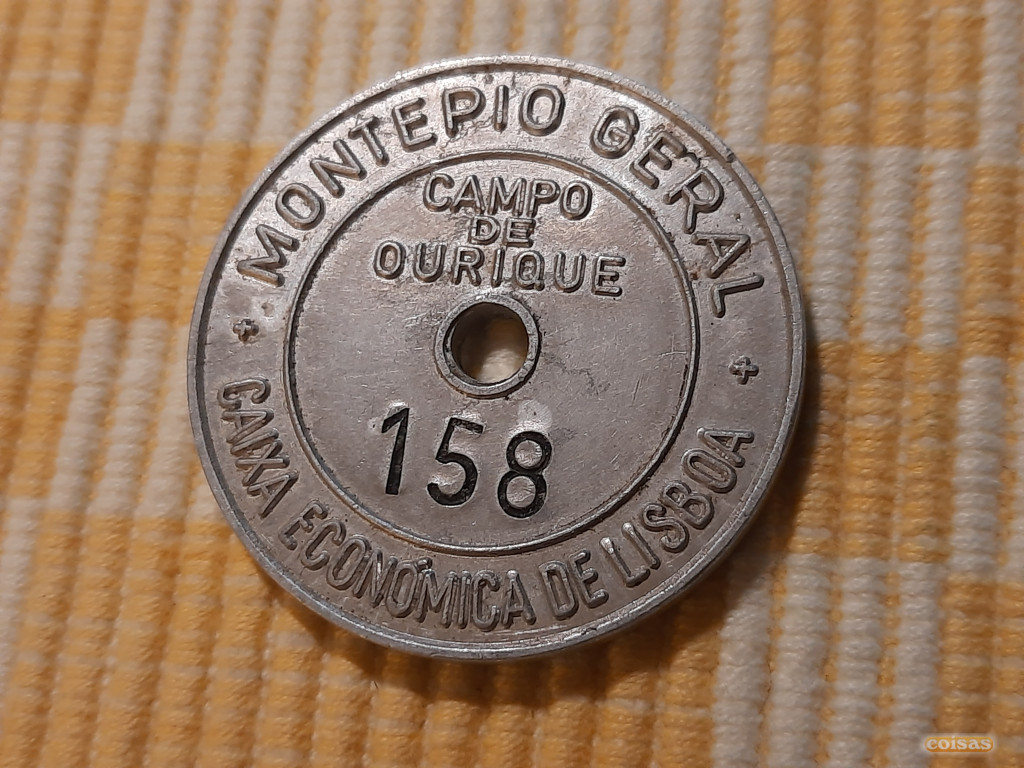 MONTEPIO GERAL
CAMPO
DE
OURIQUE
158
CAIXA ECONÓMICA DE LISBOA
coisas